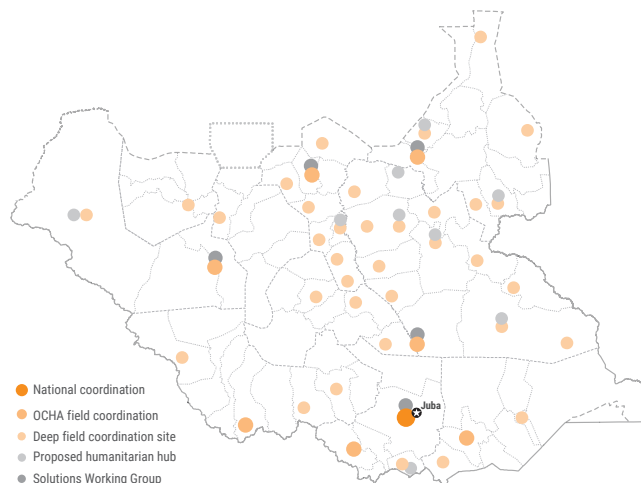 Juba
National coordination
OCHA field coordination
Deep field coordination site
Proposed humanitarian hub
Solutions Working Group